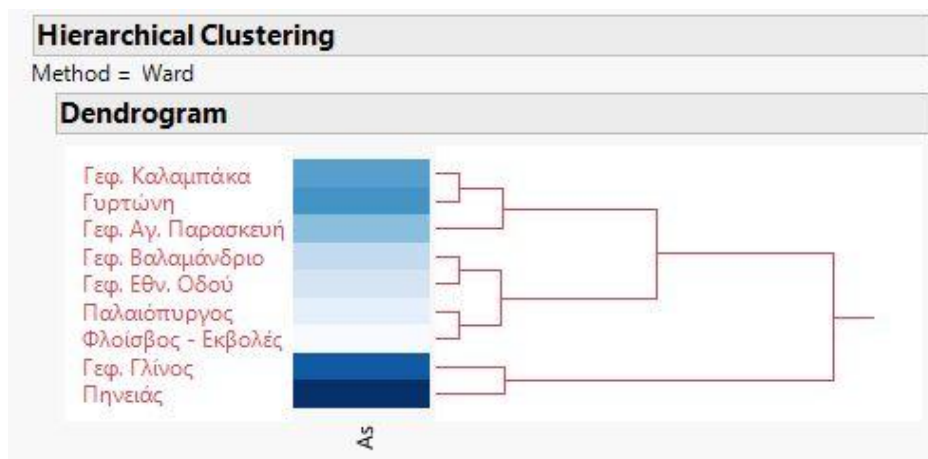 Hierarchical Clustering
Method = Ward
Dendrogram
Γεφ. Καλαμπάκα
Γυρτώνη
Γεφ. Αγ. Παρασκευή
Γεφ. Βαλαμάνδριο
Γεφ. Εθν. Οδού
Παλαιόπυργος
Φλοίσβος - Εκβολές
Γεφ. Γλίνος
Πηνειάς
As